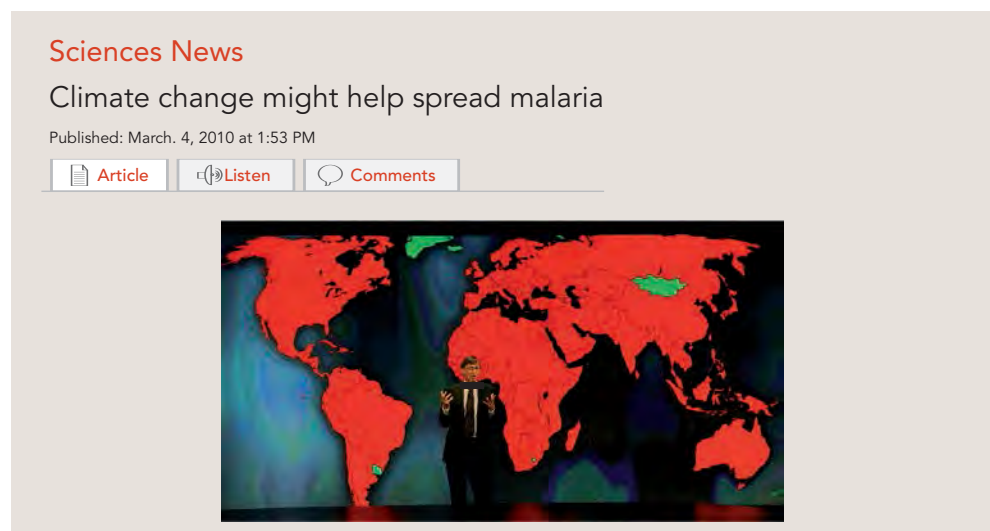 Sciences News
Climate change might help spread malaria
Published: March. 4, 2010 at 1:53 PM
Article
Listen
Comments